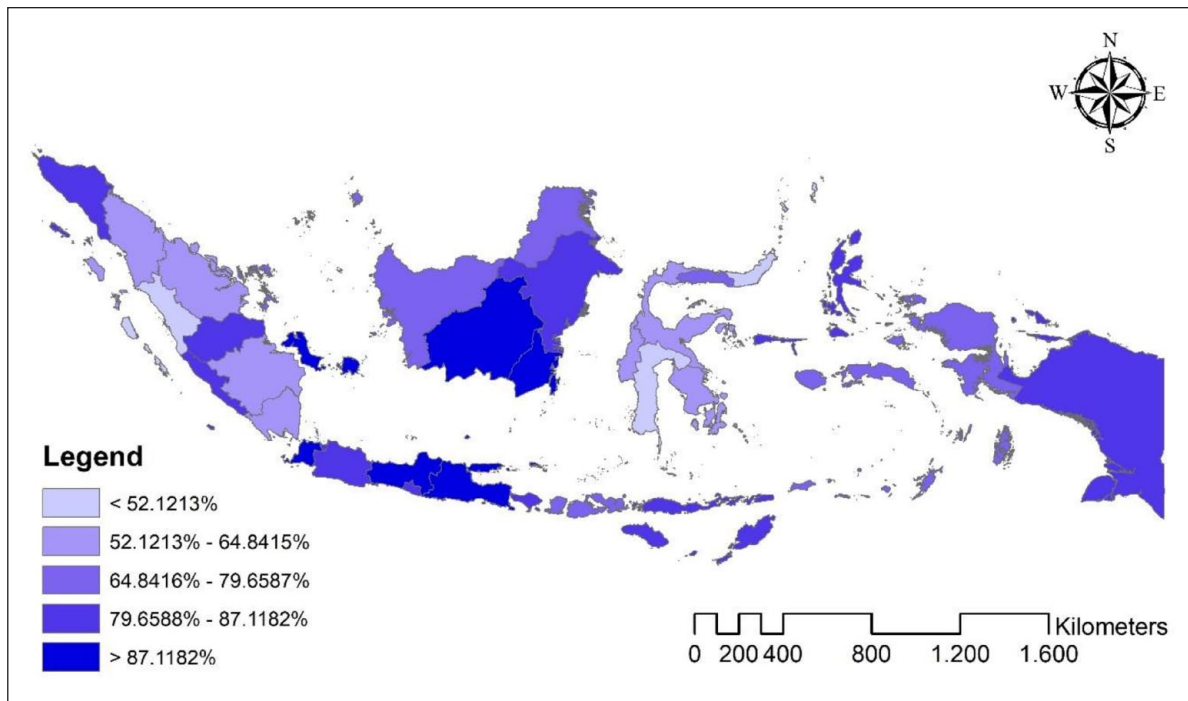 N
W E
S
Legend
< 52.1213%
52.1213% - 64.8415%
64.8416% - 79.6587%
79.6588% - 87.1182%
> 87.1182%
Kilometers
0 200 400 800 1.200 1.600